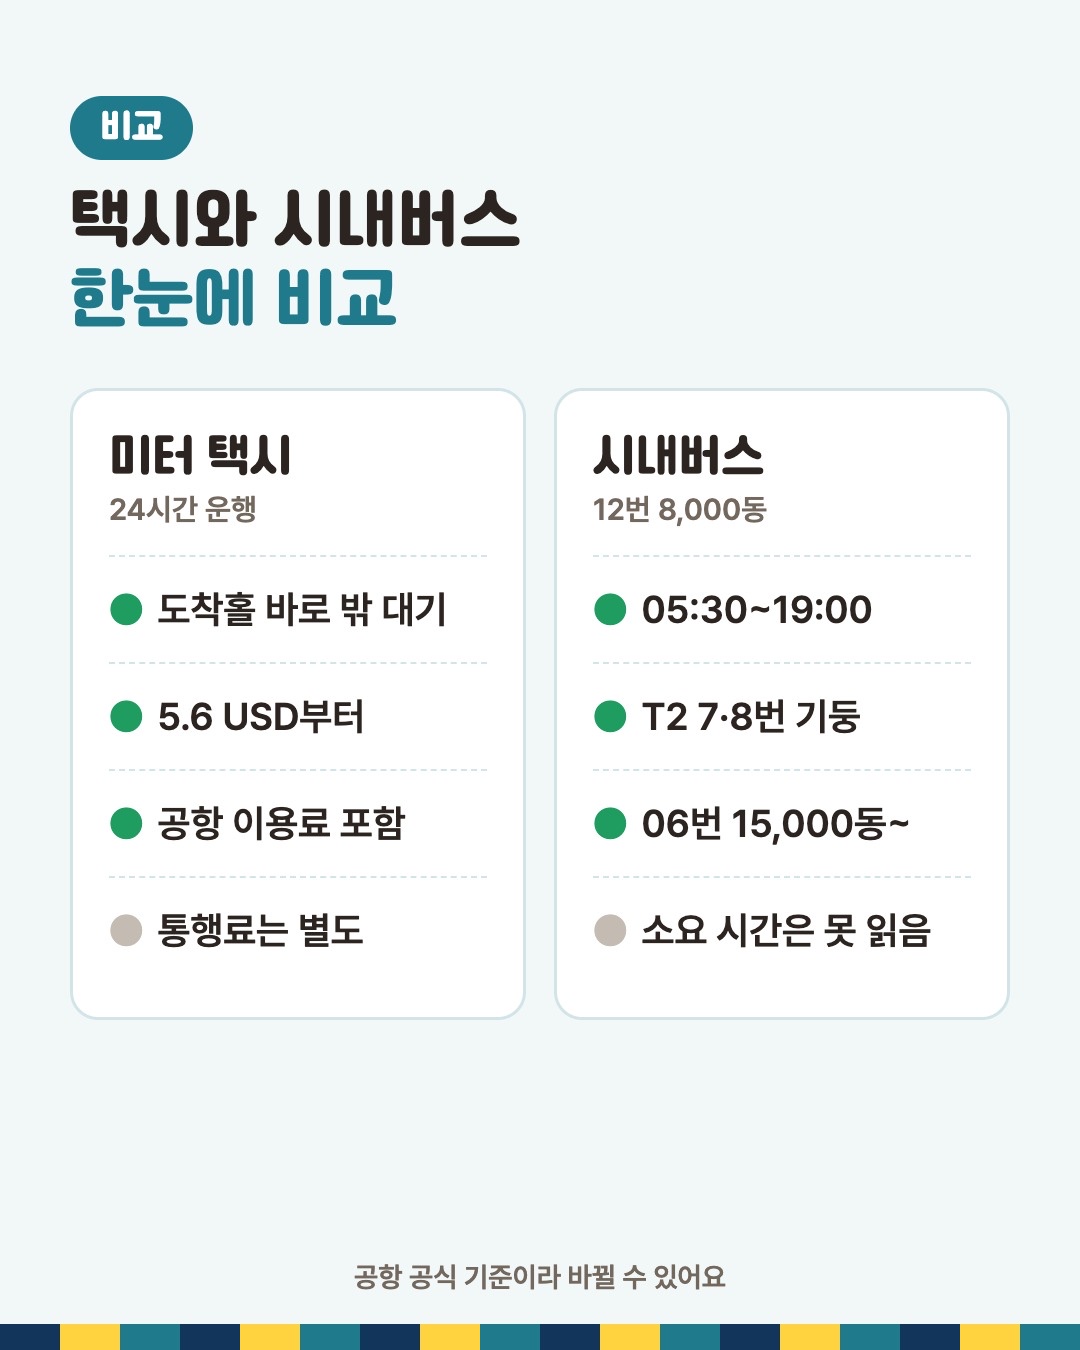 비교
택시와 시내버스
한눈에 비교
미터 택시
24시간 운행
도착홀 바로 밖 대기
5.6 USD부터
공항 이용료 포함
통행료는 별도
시내버스
12번 8,000동
05:30~19:00
T2 7·8번 기둥
06번 15,000동~
소요 시간은 못 읽음
공항 공식 기준이라 바뀔 수 있어요